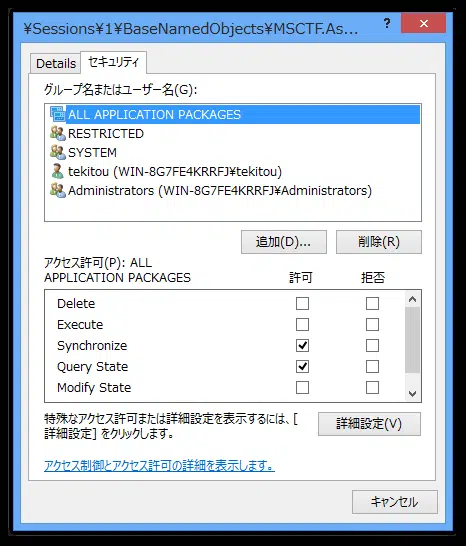 ¥Sessions¥1¥BaseNamedObjects¥MSCTF.As...
?
Details
セキュリティ
グループ名またはユーザー名(G):
ALL APPLICATION PACKAGES
RESTRICTED
SYSTEM
tekitou (WIN-8G7FE4KRRFJ¥tekitou)
Administrators (WIN-8G7FE4KRRFJ¥Administrators)
追加(D)...
削除(R)
アクセス許可(P): ALL
APPLICATION PACKAGES
許可
拒否
Delete
Execute
Synchronize
Query State
Modify State
特殊なアクセス許可または詳細設定を表示するには、[
詳細設定] をクリックします。
詳細設定(V)
アクセス制御とアクセス許可の詳細を表示します。
キャンセル